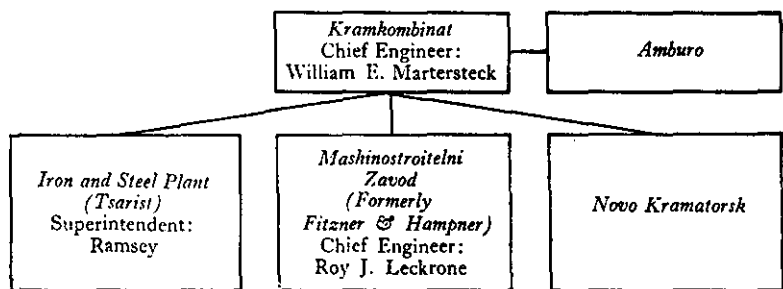 Kramkombinat
Chief Engineer:
William E. Martersteck
Amburo
Iron and Steel Plant
(Tsarist)
Superintendent:
Ramsey
Mashinostroitelni
Zavod
(Formerly
Fitzner & Hampner)
Chief Engineer:
Roy J. Leckrone
Novo Kramatorsk